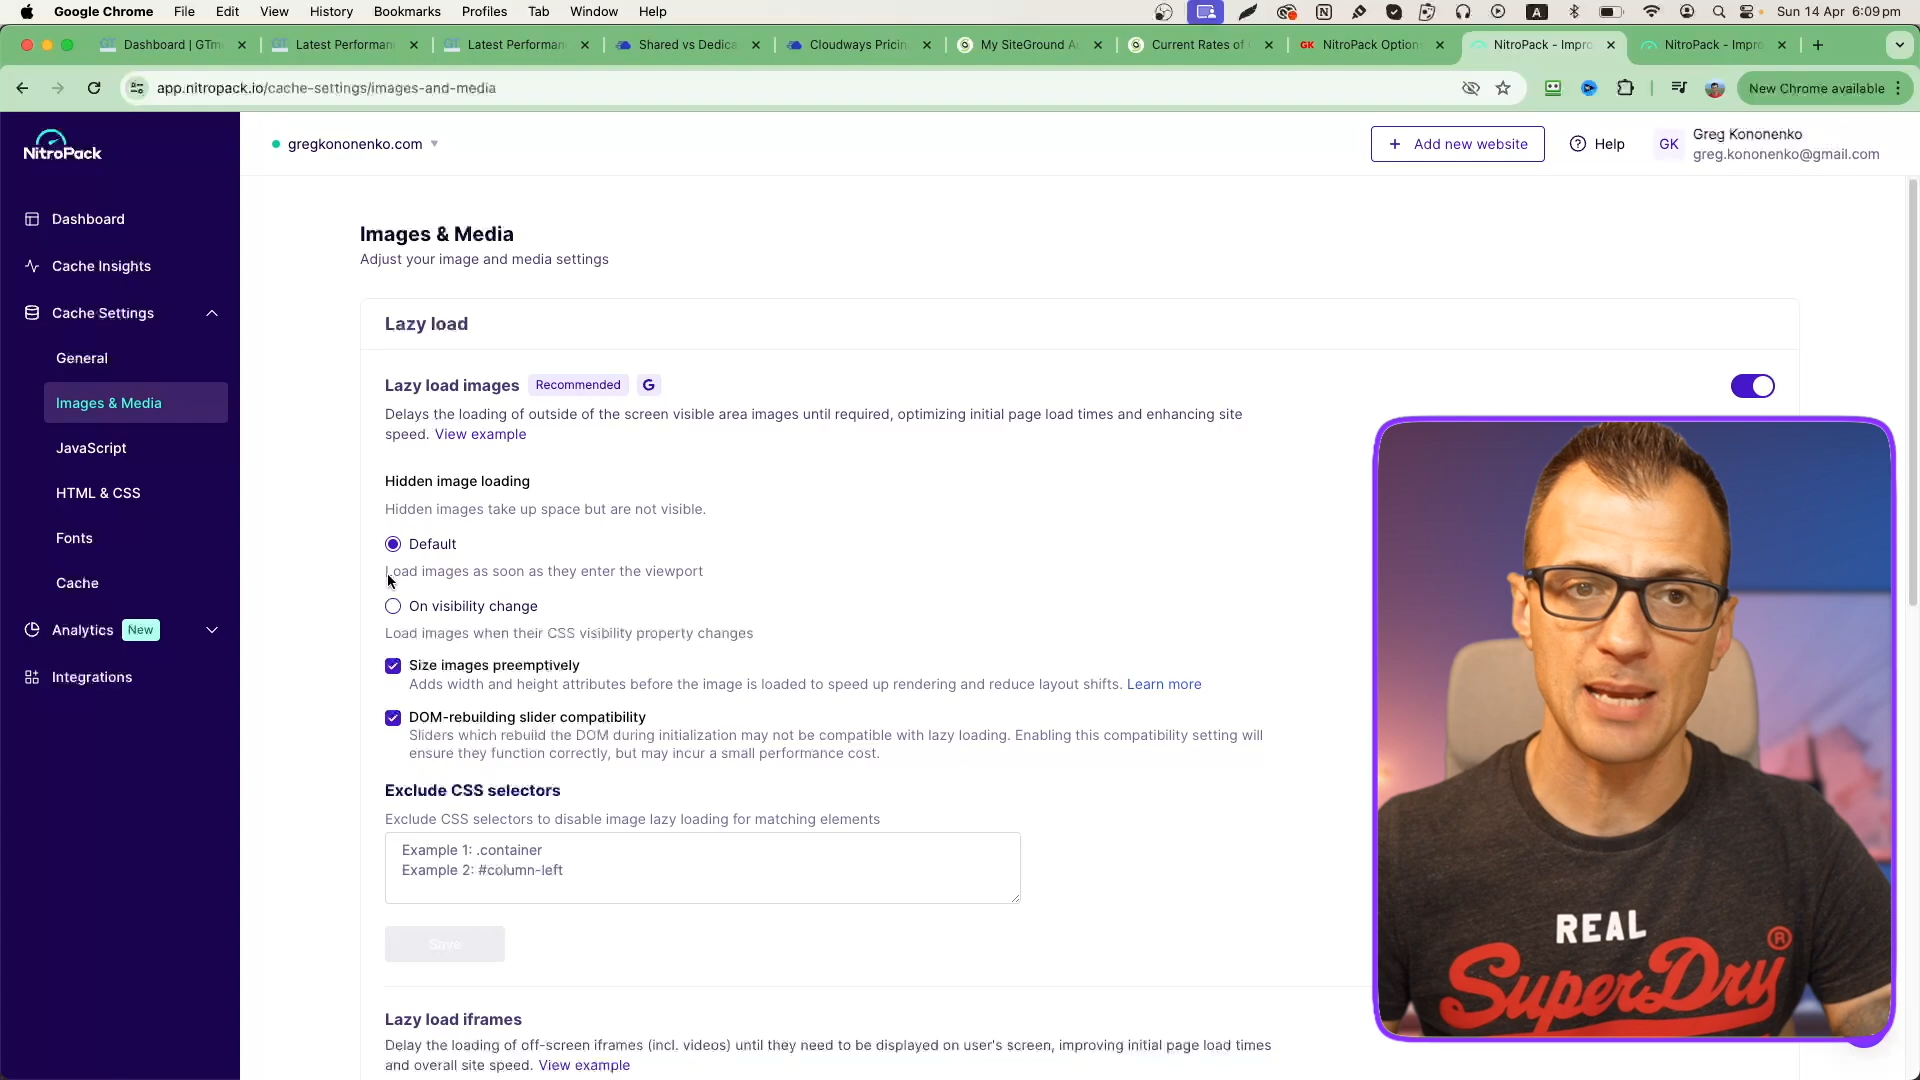 Google Chrome File Edit View History Bookmarks Profiles Tab Window Help
A
Sun 14 Apr 6:09 pm
Dashboard | GTm
Latest Performan
Latest Performan
Shared vs Dedica
Cloudways Pricin
My SiteGround A
Current Rates of
GK NitroPack Option
NitroPack - Impro
NitroPack - Impro
app.nitropack.io/cache-settings/images-and-media
New Chrome available
NitroPack
gregkononenko.com
+ Add new website
Help
GK
Greg Kononenko
greg.kononenko@gmail.com
Dashboard
Cache Insights
Cache Settings
General
Images & Media
JavaScript
HTML & CSS
Fonts
Cache
Analytics New
Integrations
Images & Media
Adjust your image and media settings
Lazy load
Lazy load images Recommended G
Delays the loading of outside of the screen visible area images until required, optimizing initial page load times and enhancing site
speed. View example
Hidden image loading
Hidden images take up space but are not visible.
Default
Load images as soon as they enter the viewport
On visibility change
Load images when their CSS visibility property changes
Size images preemptively
Adds width and height attributes before the image is loaded to speed up rendering and reduce layout shifts. Learn more
DOM-rebuilding slider compatibility
Sliders which rebuild the DOM during initialization may not be compatible with lazy loading. Enabling this compatibility setting will
ensure they function correctly, but may incur a small performance cost.
Exclude CSS selectors
Exclude CSS selectors to disable image lazy loading for matching elements
Example 1: .container
Example 2: #column-left
Save
Lazy load iframes
Delay the loading of off-screen iframes (incl. videos) until they need to be displayed on user's screen, improving initial page load times
and overall site speed. View example
REAL
SuperDry ®